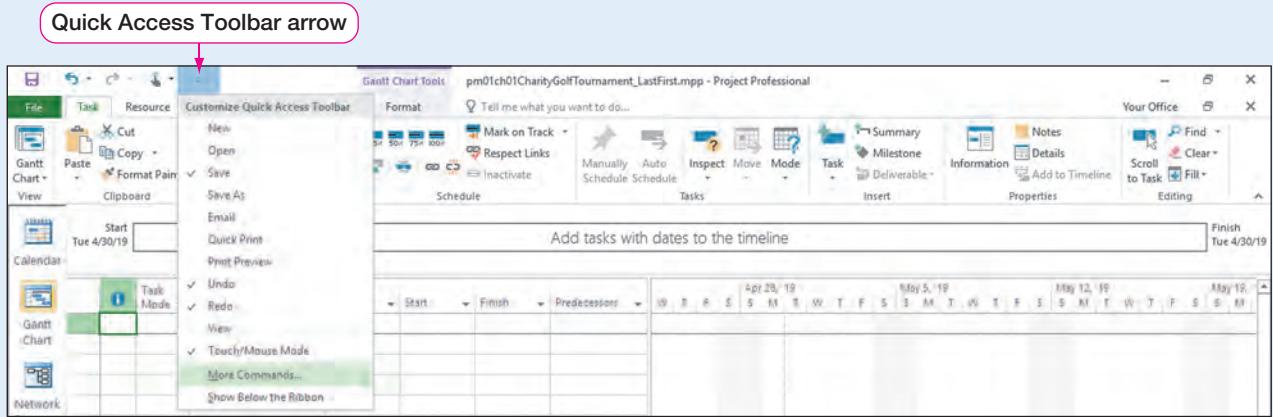 Quick Access Toolbar arrow
Gantt Chart Tools pm01ch01CharityGolfTournament_LastFirst.mpp - Project Professional
File Task Resource Customize Quick Access Toolbar Format Tell me what you want to do... Your Office
New
Open
✓ Save
Save As
Email
Quick Print
Print Preview
✓ Undo
✓ Redo
View
✓ Touch/Mouse Mode
More Commands...
Show Below the Ribbon
Gantt Chart
View
Paste
Cut
Copy
Format Pain
Clipboard
50% 75% 100%
Mark on Track
Respect Links
Inactivate
Schedule
Manually Schedule
Auto Schedule
Inspect
Move
Mode
Tasks
Task
Summary
Milestone
Deliverable
Insert
Information
Notes
Details
Add to Timeline
Properties
Scroll to Task
Find
Clear
Fill
Editing
Start
Tue 4/30/19
Add tasks with dates to the timeline
Finish
Tue 4/30/19
Calendar
Gantt Chart
Network
Task Mode
Start Finish Predecessors
Apr 28, '19 May 5, '19 May 12, '19 May 19,
W T F S S M T W T F S S M T W T F S S M T W T F S S M